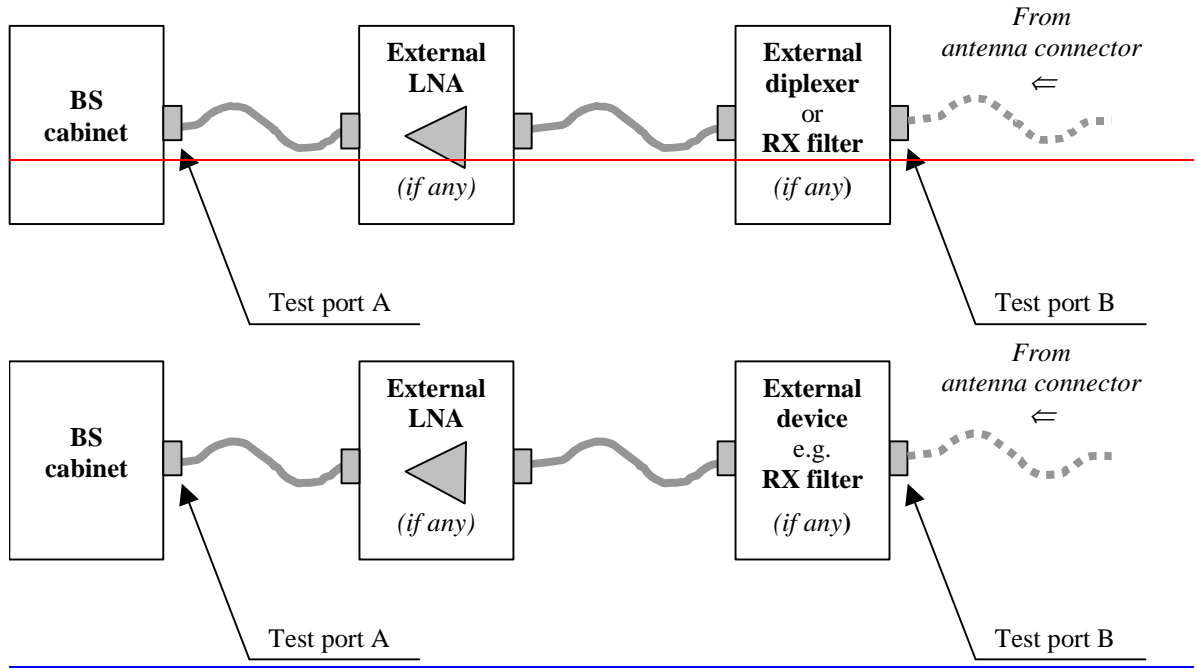 BS
cabinet
External
LNA
(if any)
External
diplexer
or
RX filter
(if any)
From
antenna connector
⇐
Test port A
Test port B
BS
cabinet
External
LNA
(if any)
External
device
e.g.
RX filter
(if any)
From
antenna connector
⇐
Test port A
Test port B